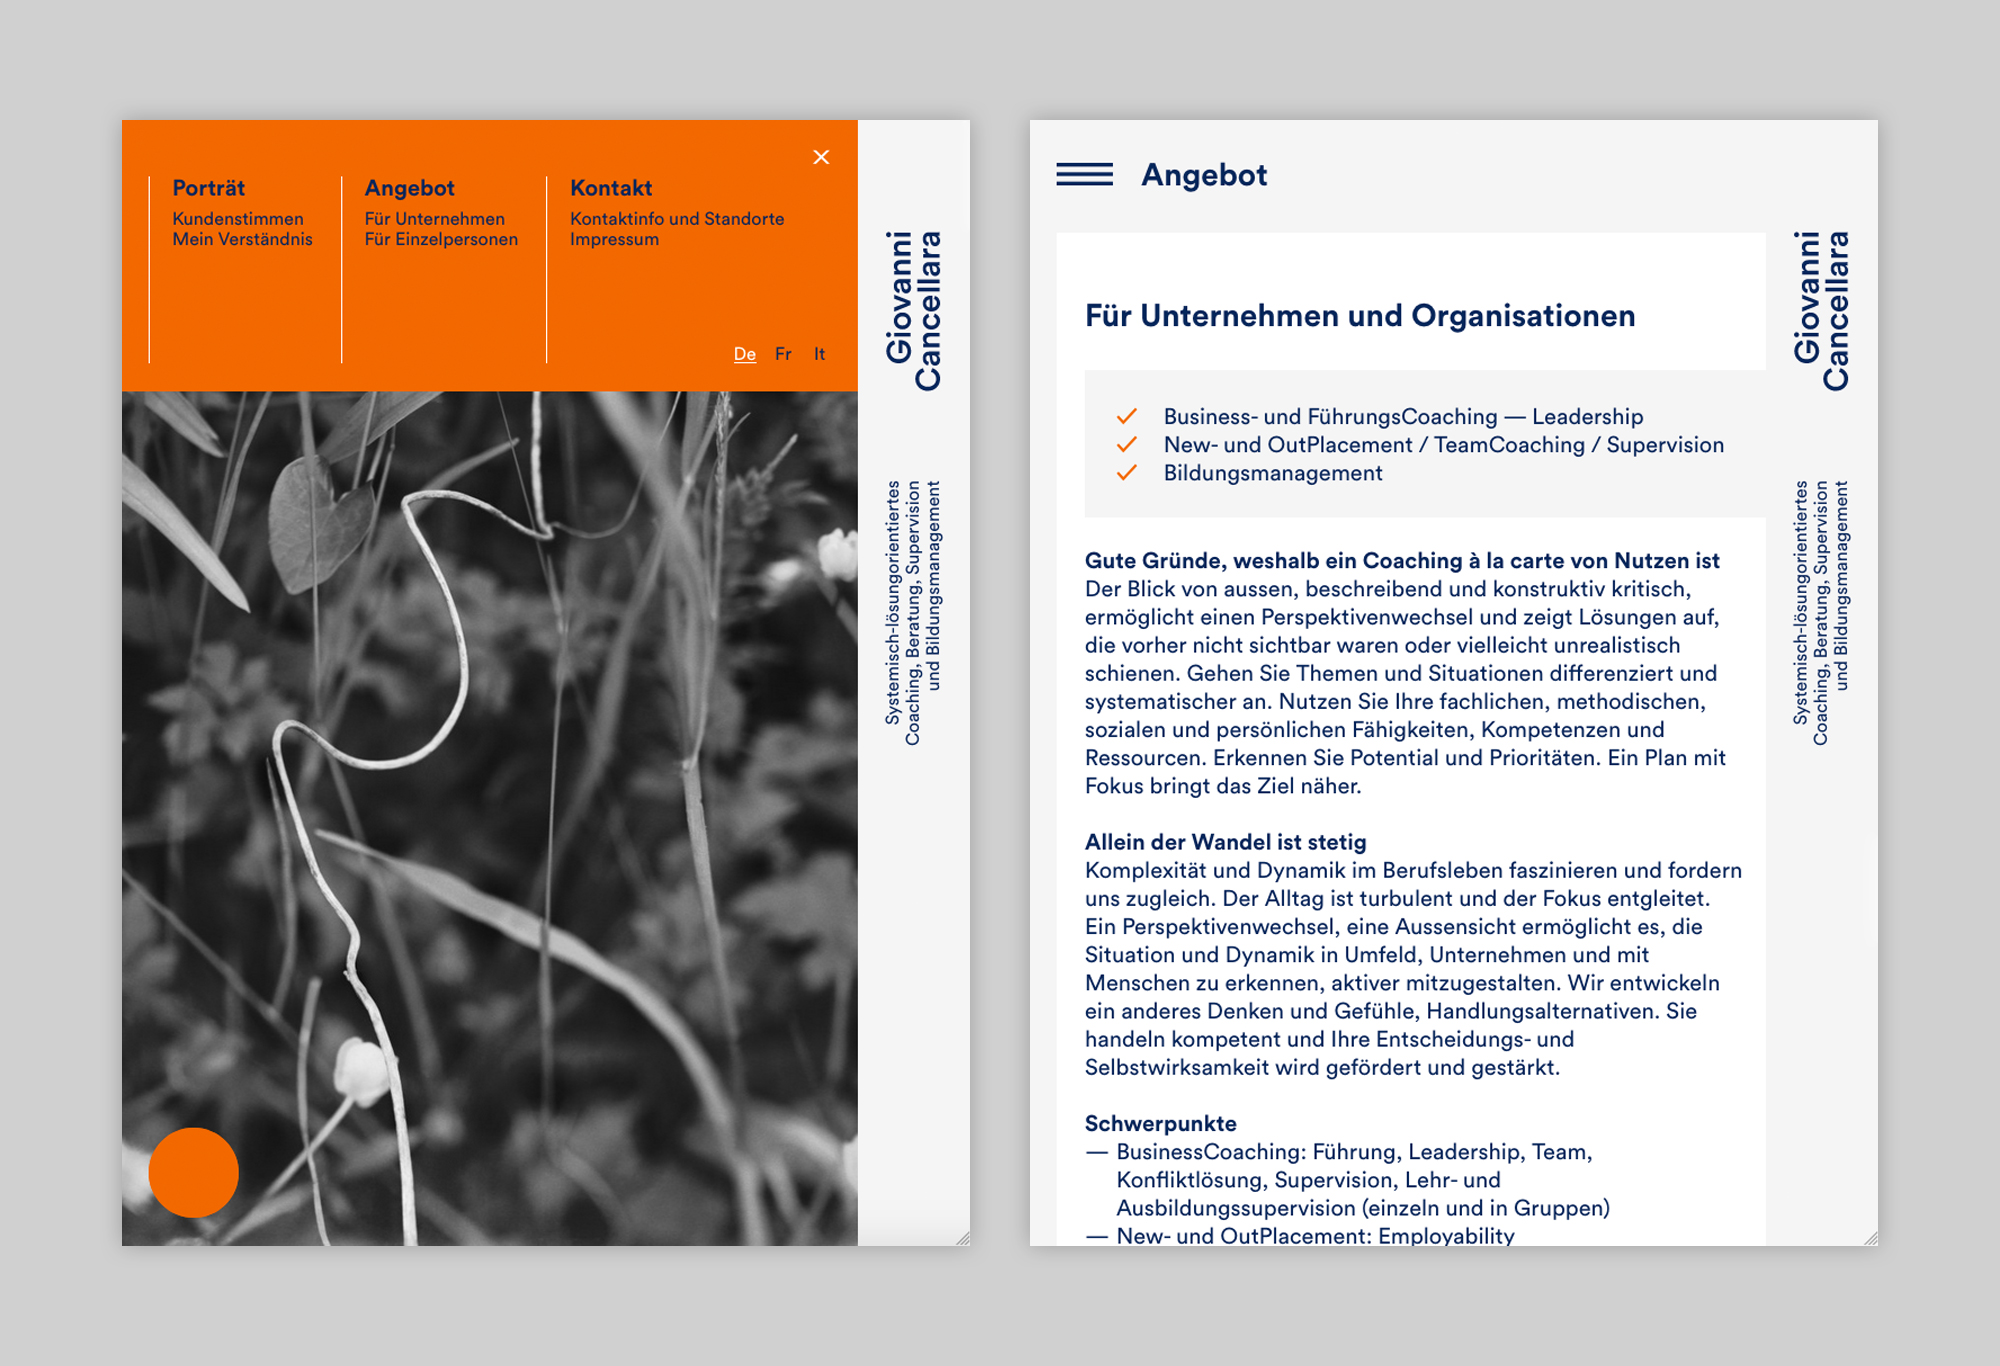 Porträt
Kundenstimmen
Mein Verständnis
Angebot
Für Unternehmen
Für Einzelpersonen
Kontakt
Kontaktinfo und Standorte
Impressum
De Fr It
Giovanni
Cancellara
Systemisch-lösungorientiertes
Coaching, Beratung, Supervision
und Bildungsmanagement
Angebot
Für Unternehmen und Organisationen
Business- und FührungsCoaching — Leadership
New- und OutPlacement / TeamCoaching / Supervision
Bildungsmanagement
Gute Gründe, weshalb ein Coaching à la carte von Nutzen ist
Der Blick von aussen, beschreibend und konstruktiv kritisch,
ermöglicht einen Perspektivenwechsel und zeigt Lösungen auf,
die vorher nicht sichtbar waren oder vielleicht unrealistisch
schienen. Gehen Sie Themen und Situationen differenziert und
systematischer an. Nutzen Sie Ihre fachlichen, methodischen,
sozialen und persönlichen Fähigkeiten, Kompetenzen und
Ressourcen. Erkennen Sie Potential und Prioritäten. Ein Plan mit
Fokus bringt das Ziel näher.
Allein der Wandel ist stetig
Komplexität und Dynamik im Berufsleben faszinieren und fordern
uns zugleich. Der Alltag ist turbulent und der Fokus entgleitet.
Ein Perspektivenwechsel, eine Aussensicht ermöglicht es, die
Situation und Dynamik in Umfeld, Unternehmen und mit
Menschen zu erkennen, aktiver mitzugestalten. Wir entwickeln
ein anderes Denken und Gefühle, Handlungsalternativen. Sie
handeln kompetent und Ihre Entscheidungs- und
Selbstwirksamkeit wird gefördert und gestärkt.
Schwerpunkte
— BusinessCoaching: Führung, Leadership, Team,
Konfliktlösung, Supervision, Lehr- und
Ausbildungssupervision (einzeln und in Gruppen)
— New- und OutPlacement: Employability
Giovanni
Cancellara
Systemisch-lösungorientiertes
Coaching, Beratung, Supervision
und Bildungsmanagement